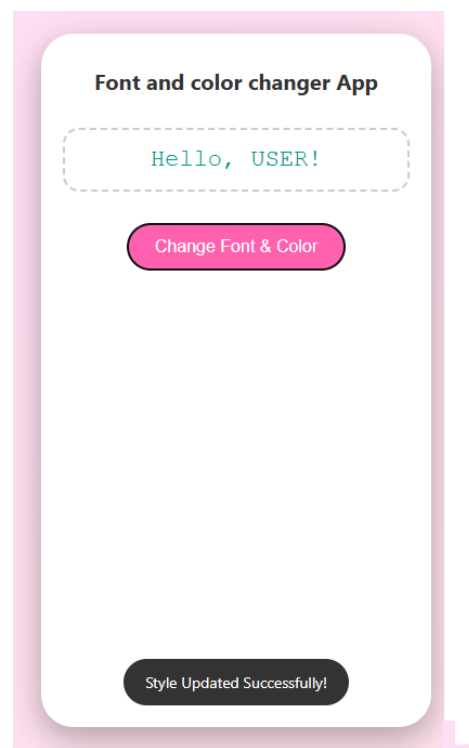 Font and color changer App
Hello, USER!
Change Font & Color
Style Updated Successfully!